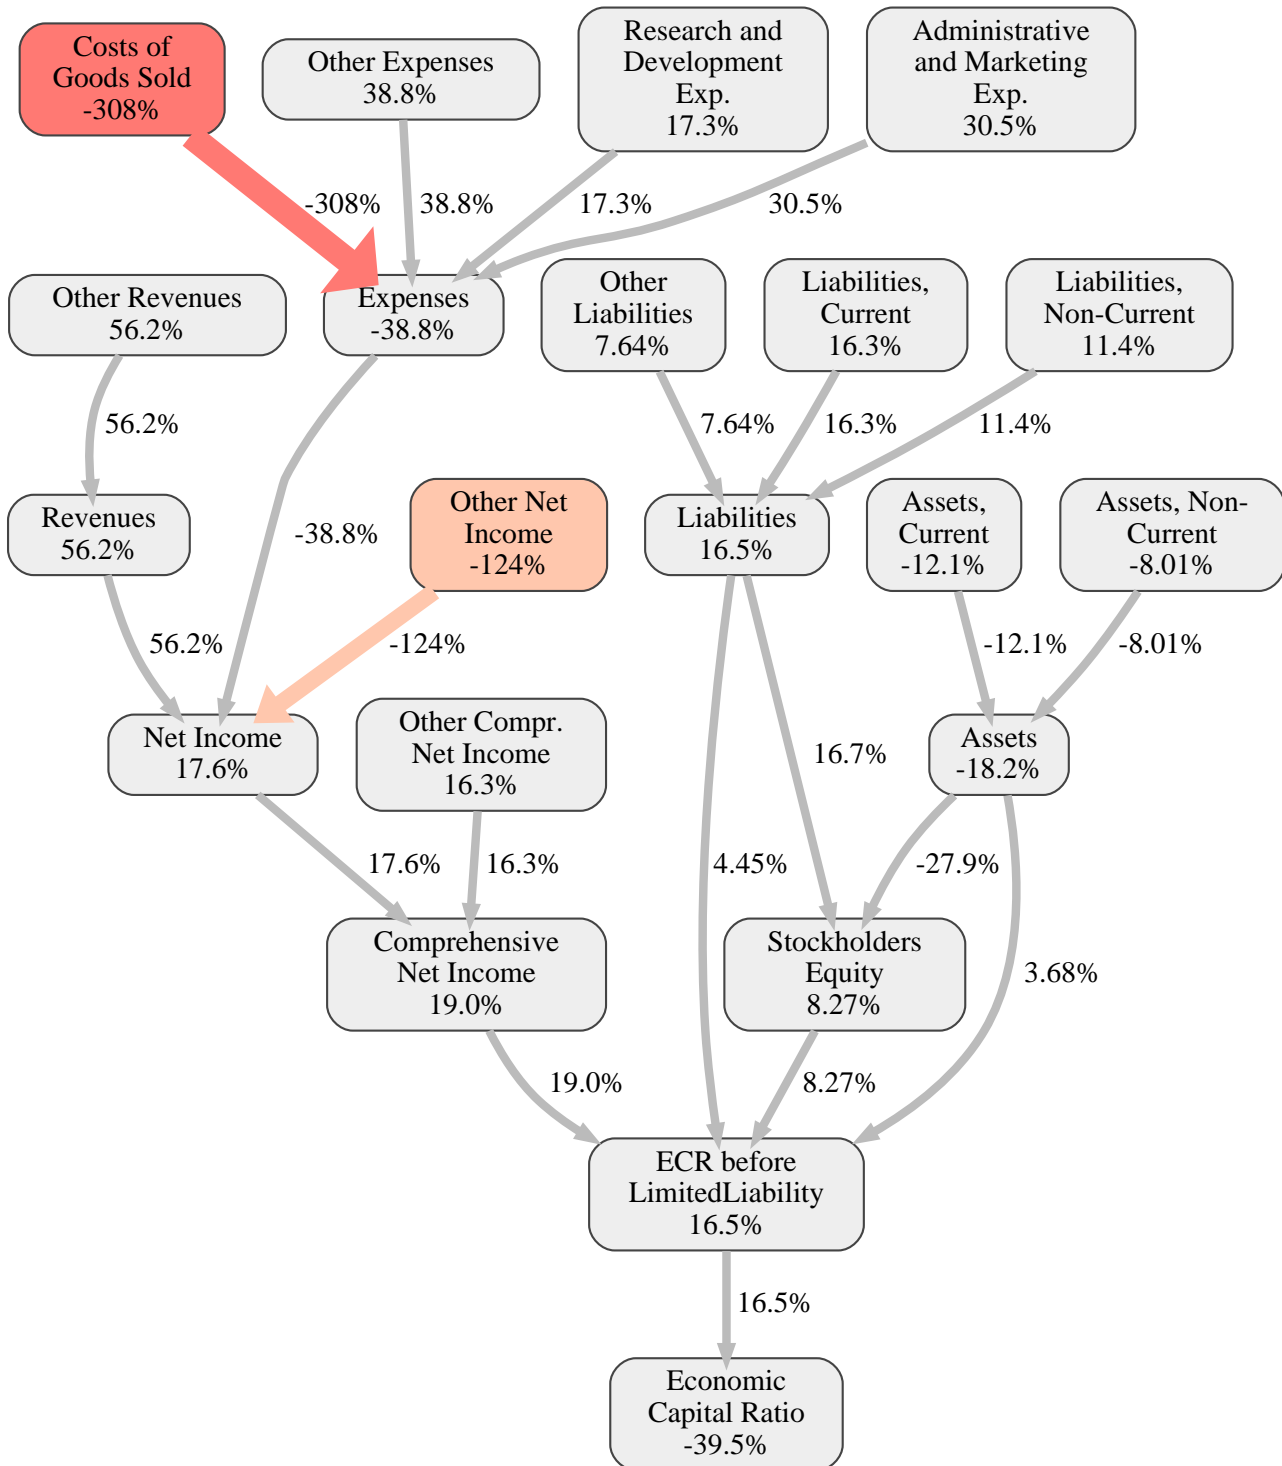 Costs of
Goods Sold
-308%
Other Expenses
38.8%
Research and
Development
Exp.
17.3%
Administrative
and Marketing
Exp.
30.5%
-308%
38.8%
17.3%
30.5%
Other Revenues
56.2%
Expenses
-38.8%
Other
Liabilities
7.64%
Liabilities,
Current
16.3%
Liabilities,
Non-Current
11.4%
56.2%
7.64%
16.3%
11.4%
Revenues
56.2%
-38.8%
Other Net
Income
-124%
Liabilities
16.5%
Assets,
Current
-12.1%
Assets, Non-
Current
-8.01%
56.2%
-124%
-12.1%
-8.01%
Net Income
17.6%
Other Compr.
Net Income
16.3%
16.7%
Assets
-18.2%
17.6%
16.3%
4.45%
-27.9%
Comprehensive
Net Income
19.0%
Stockholders
Equity
8.27%
3.68%
19.0%
8.27%
ECR before
LimitedLiability
16.5%
16.5%
Economic
Capital Ratio
-39.5%